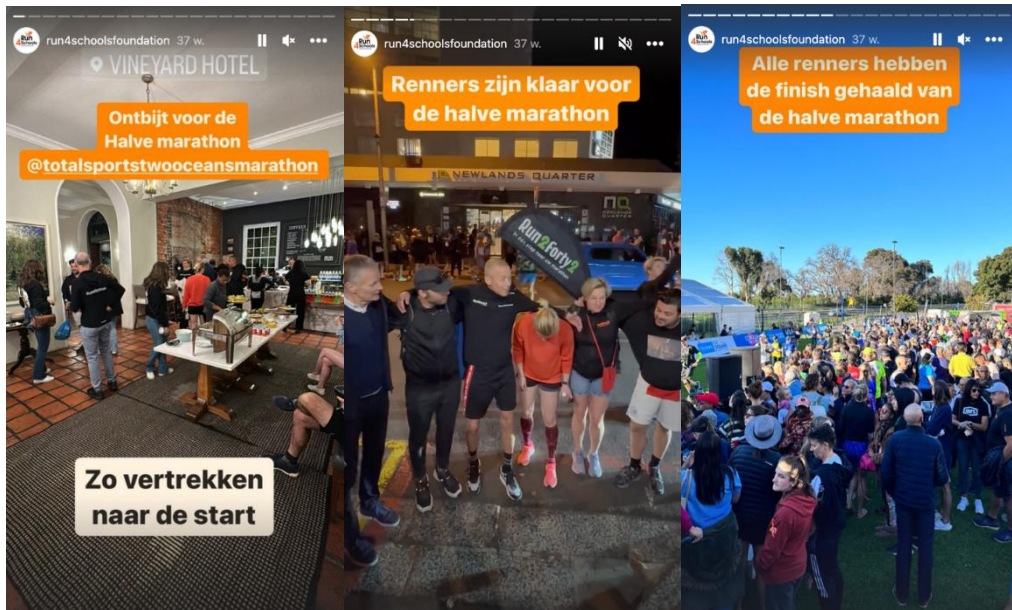 run4schoolsfoundation 37 w.
VINEYARD HOTEL
Ontbijt voor de
Halve marathon
@totalsportstwooceansmarathon
Zo vertrekken
naar de start
run4schoolsfoundation 37 w.
Renners zijn klaar voor
de halve marathon
NEWLANDS QUARTER
NQ
Run2Forty2
run4schoolsfoundation 37 w.
Alle renners hebben
de finish gehaald van
de halve marathon